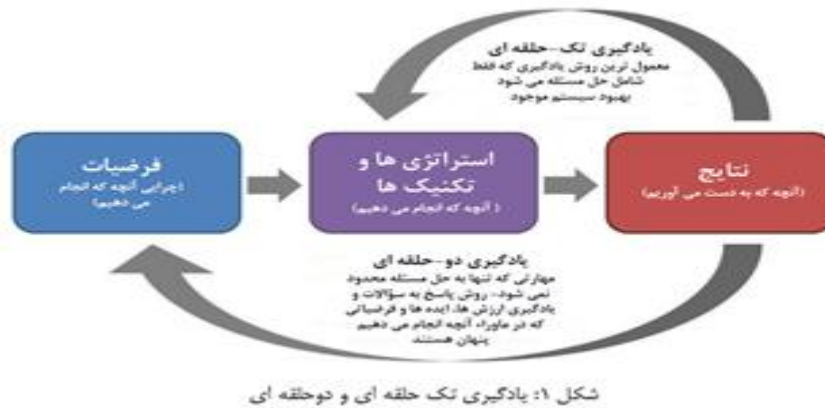 یادگیری تک-حلقه ای
معمول ترین روش یادگیری که فقط
شامل حل مسئله می شود
بهبود سیستم موجود
نتایج
(آنچه که به دست می آوریم)
استراتژی ها و
تکنیک ها
( آنچه که انجام می دهیم)
فرضیات
(چرایی آنچه که انجام
می دهیم)
یادگیری دو-حلقه ای
مهارتی که تنها به حل مسئله محدود
نمی شود- روش پاسخ به سؤالات و
یادگیری ارزش ها، ایده ها و فرضیاتی
که در ماوراء آنچه انجام می دهیم
پنهان هستند
شکل ۱: یادگیری تک حلقه ای و دوحلقه ای